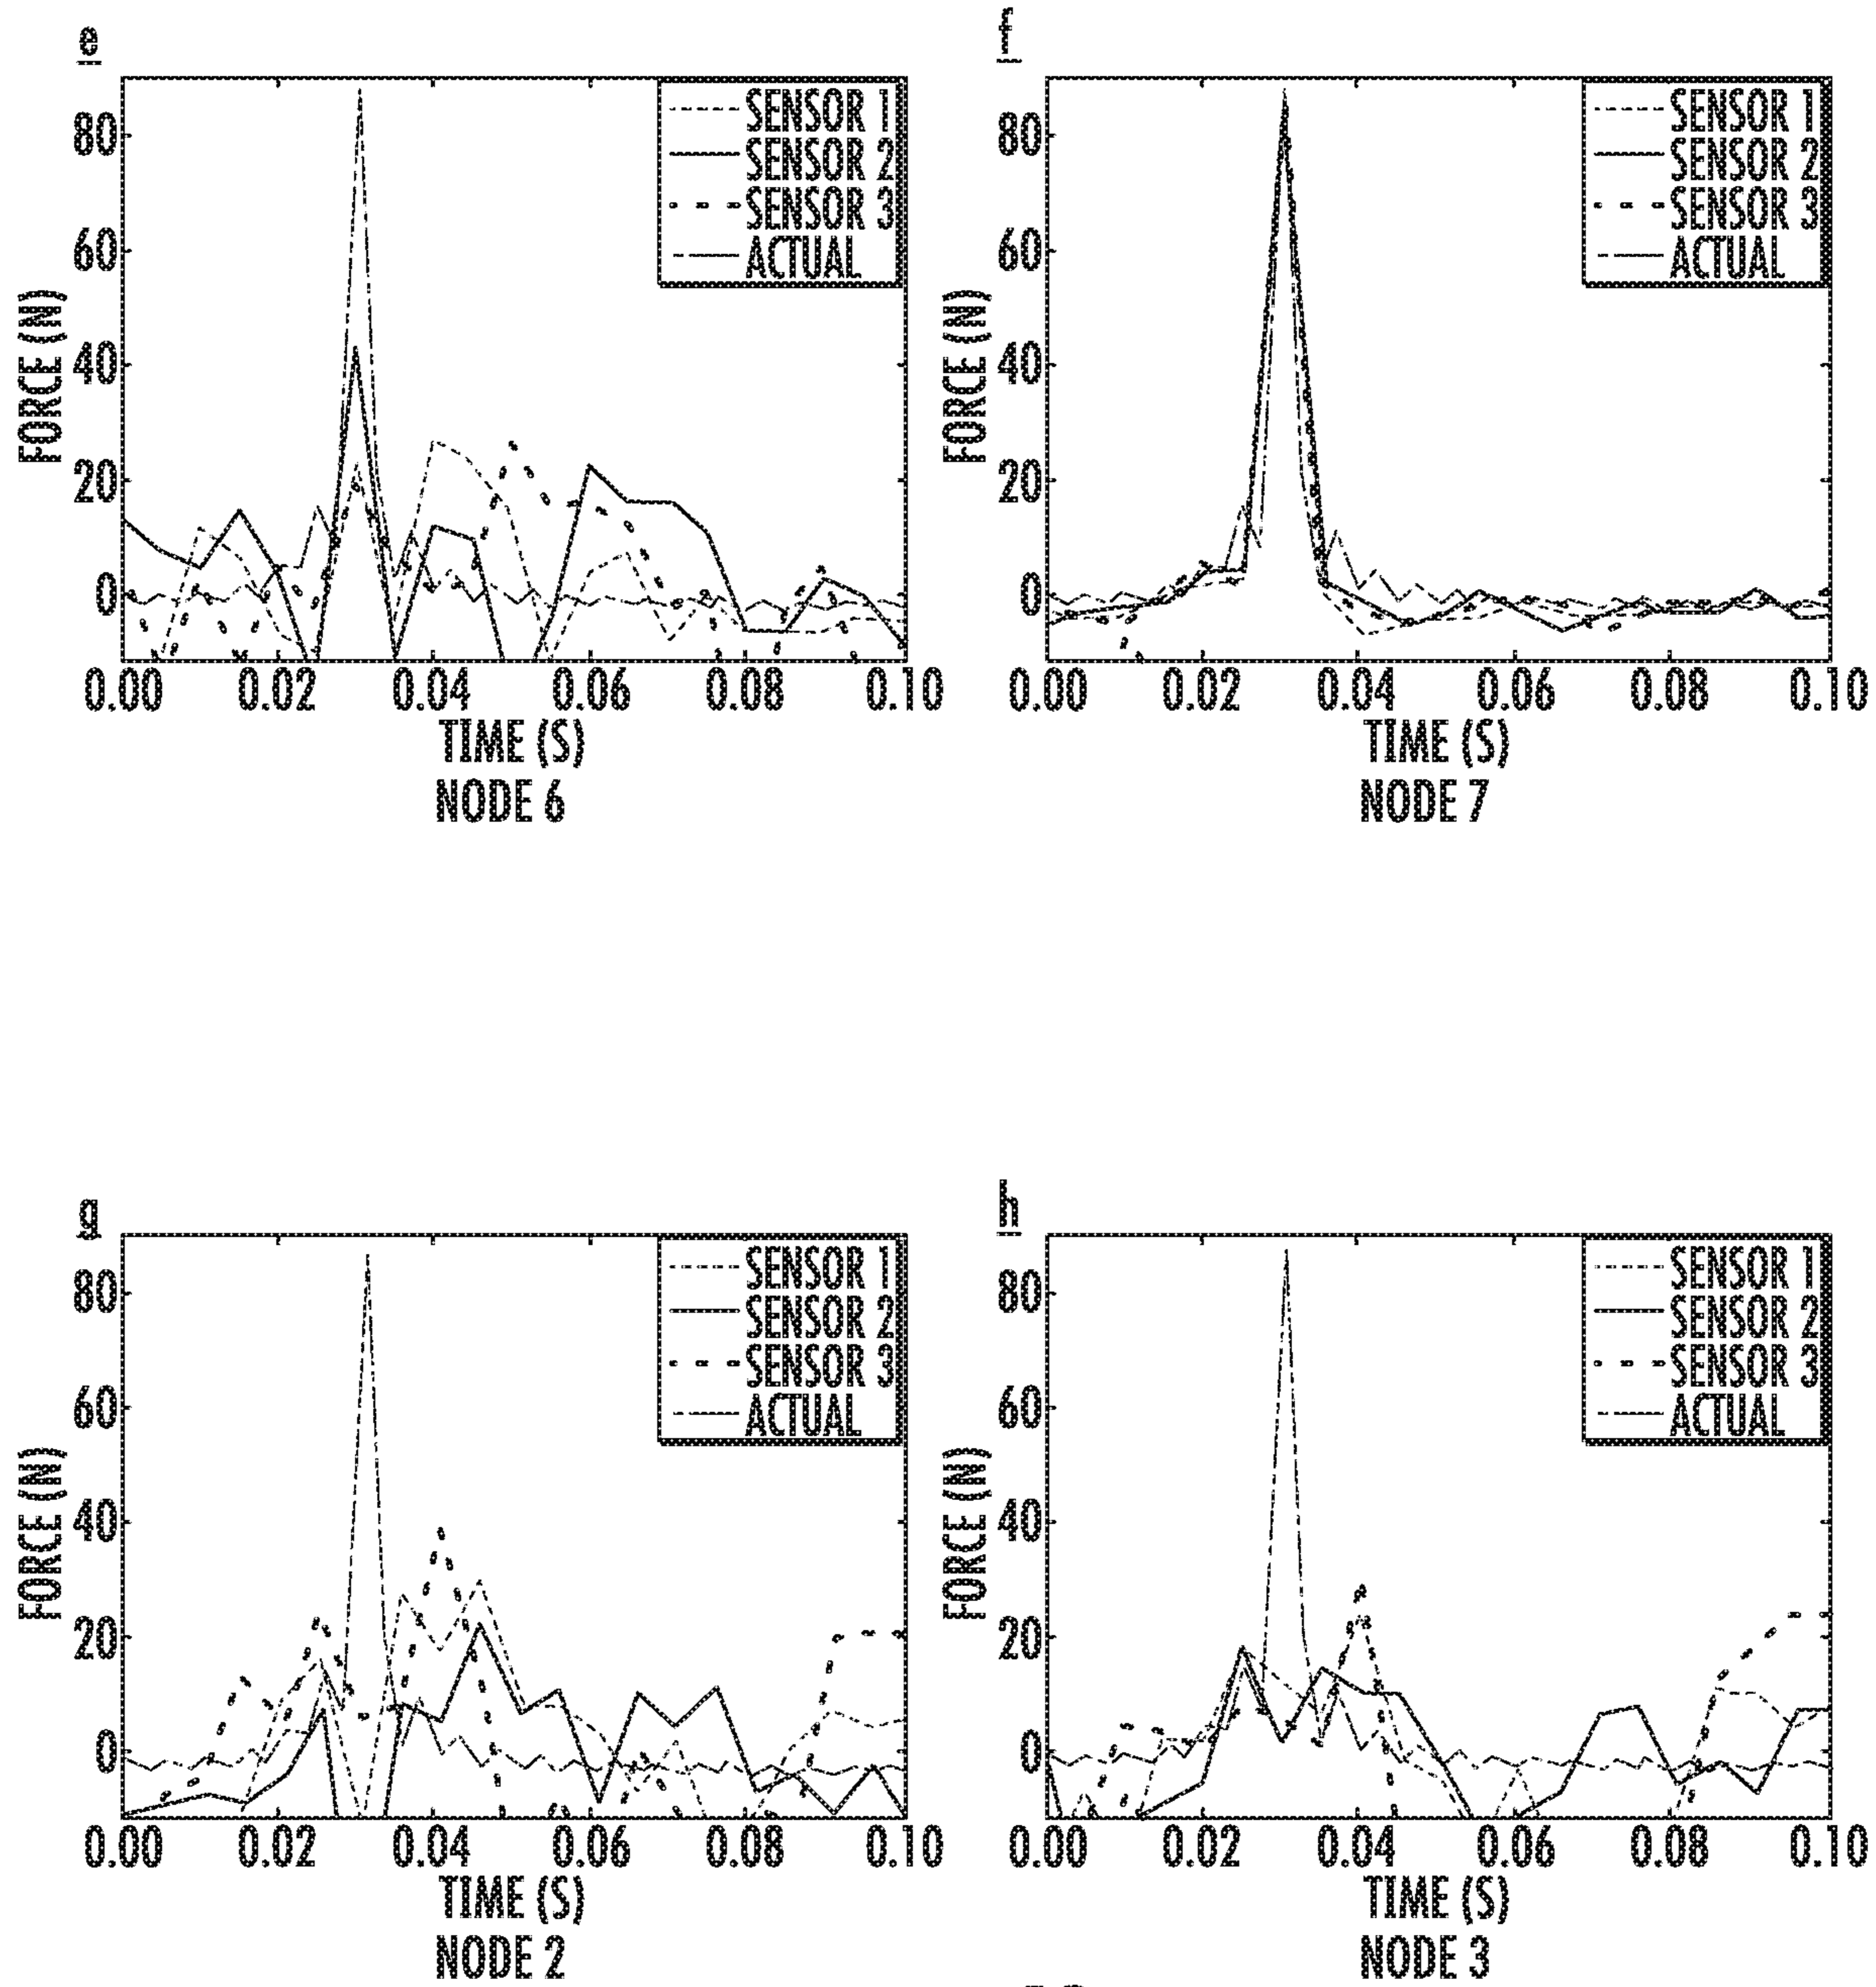 e
SENSOR 1
SENSOR 2
SENSOR 3
ACTUAL
80
60
40
20
0
FORCE (N)
0.00 0.02 0.04 0.06 0.08 0.10
TIME (S)
NODE 6
f
SENSOR 1
SENSOR 2
SENSOR 3
ACTUAL
80
60
40
20
0
FORCE (N)
0.00 0.02 0.04 0.06 0.08 0.10
TIME (S)
NODE 7
g
SENSOR 1
SENSOR 2
SENSOR 3
ACTUAL
80
60
40
20
0
FORCE (N)
0.00 0.02 0.04 0.06 0.08 0.10
TIME (S)
NODE 2
h
SENSOR 1
SENSOR 2
SENSOR 3
ACTUAL
80
60
40
20
0
FORCE (N)
0.00 0.02 0.04 0.06 0.08 0.10
TIME (S)
NODE 3